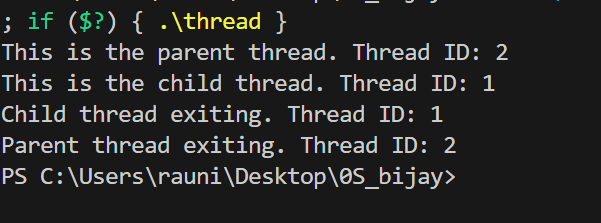 ; if ($?) { .\thread }
This is the parent thread. Thread ID: 2
This is the child thread. Thread ID: 1
Child thread exiting. Thread ID: 1
Parent thread exiting. Thread ID: 2
PS C:\Users\rauni\Desktop\0S_bijay>